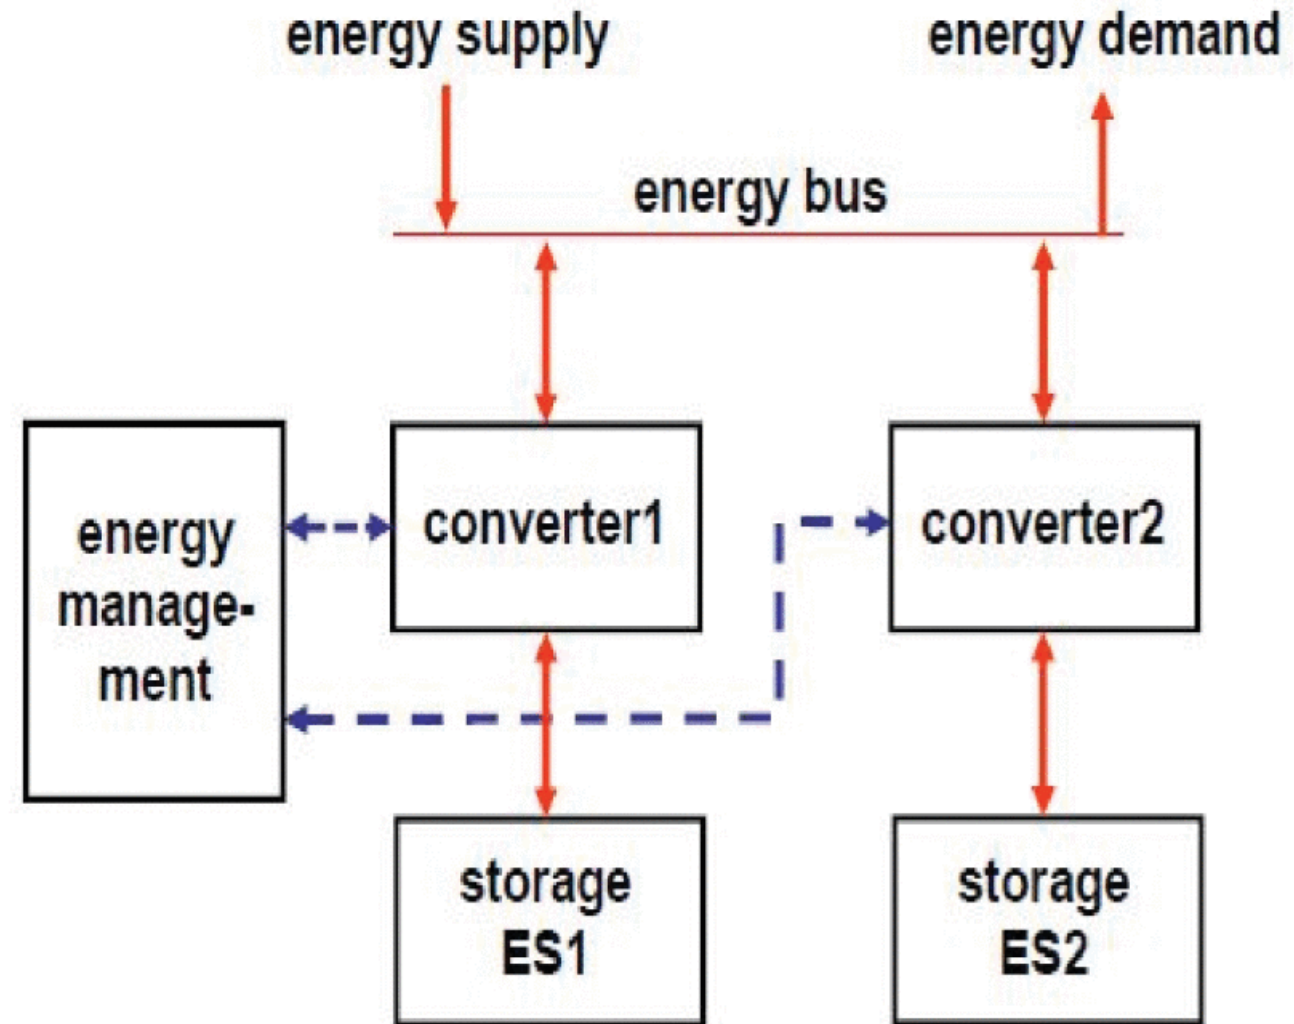 energy supply
energy demand
energy bus
energy
manage-
ment
converter1
converter2
storage
ES1
storage
ES2